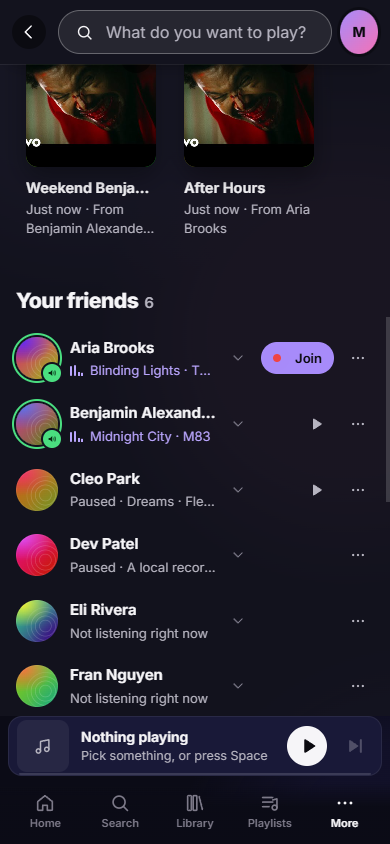 What do you want to play?
M
vo
vo
Weekend Benja...
After Hours
Just now · From
Benjamin Alexande...
Just now · From Aria
Brooks
Your friends 6
Aria Brooks
Blinding Lights · T...
Join
Benjamin Alexand...
Midnight City · M83
Cleo Park
Paused · Dreams · Fle...
Dev Patel
Paused · A local recor...
Eli Rivera
Not listening right now
Fran Nguyen
Not listening right now
Nothing playing
Pick something, or press Space
Home
Search
Library
Playlists
More